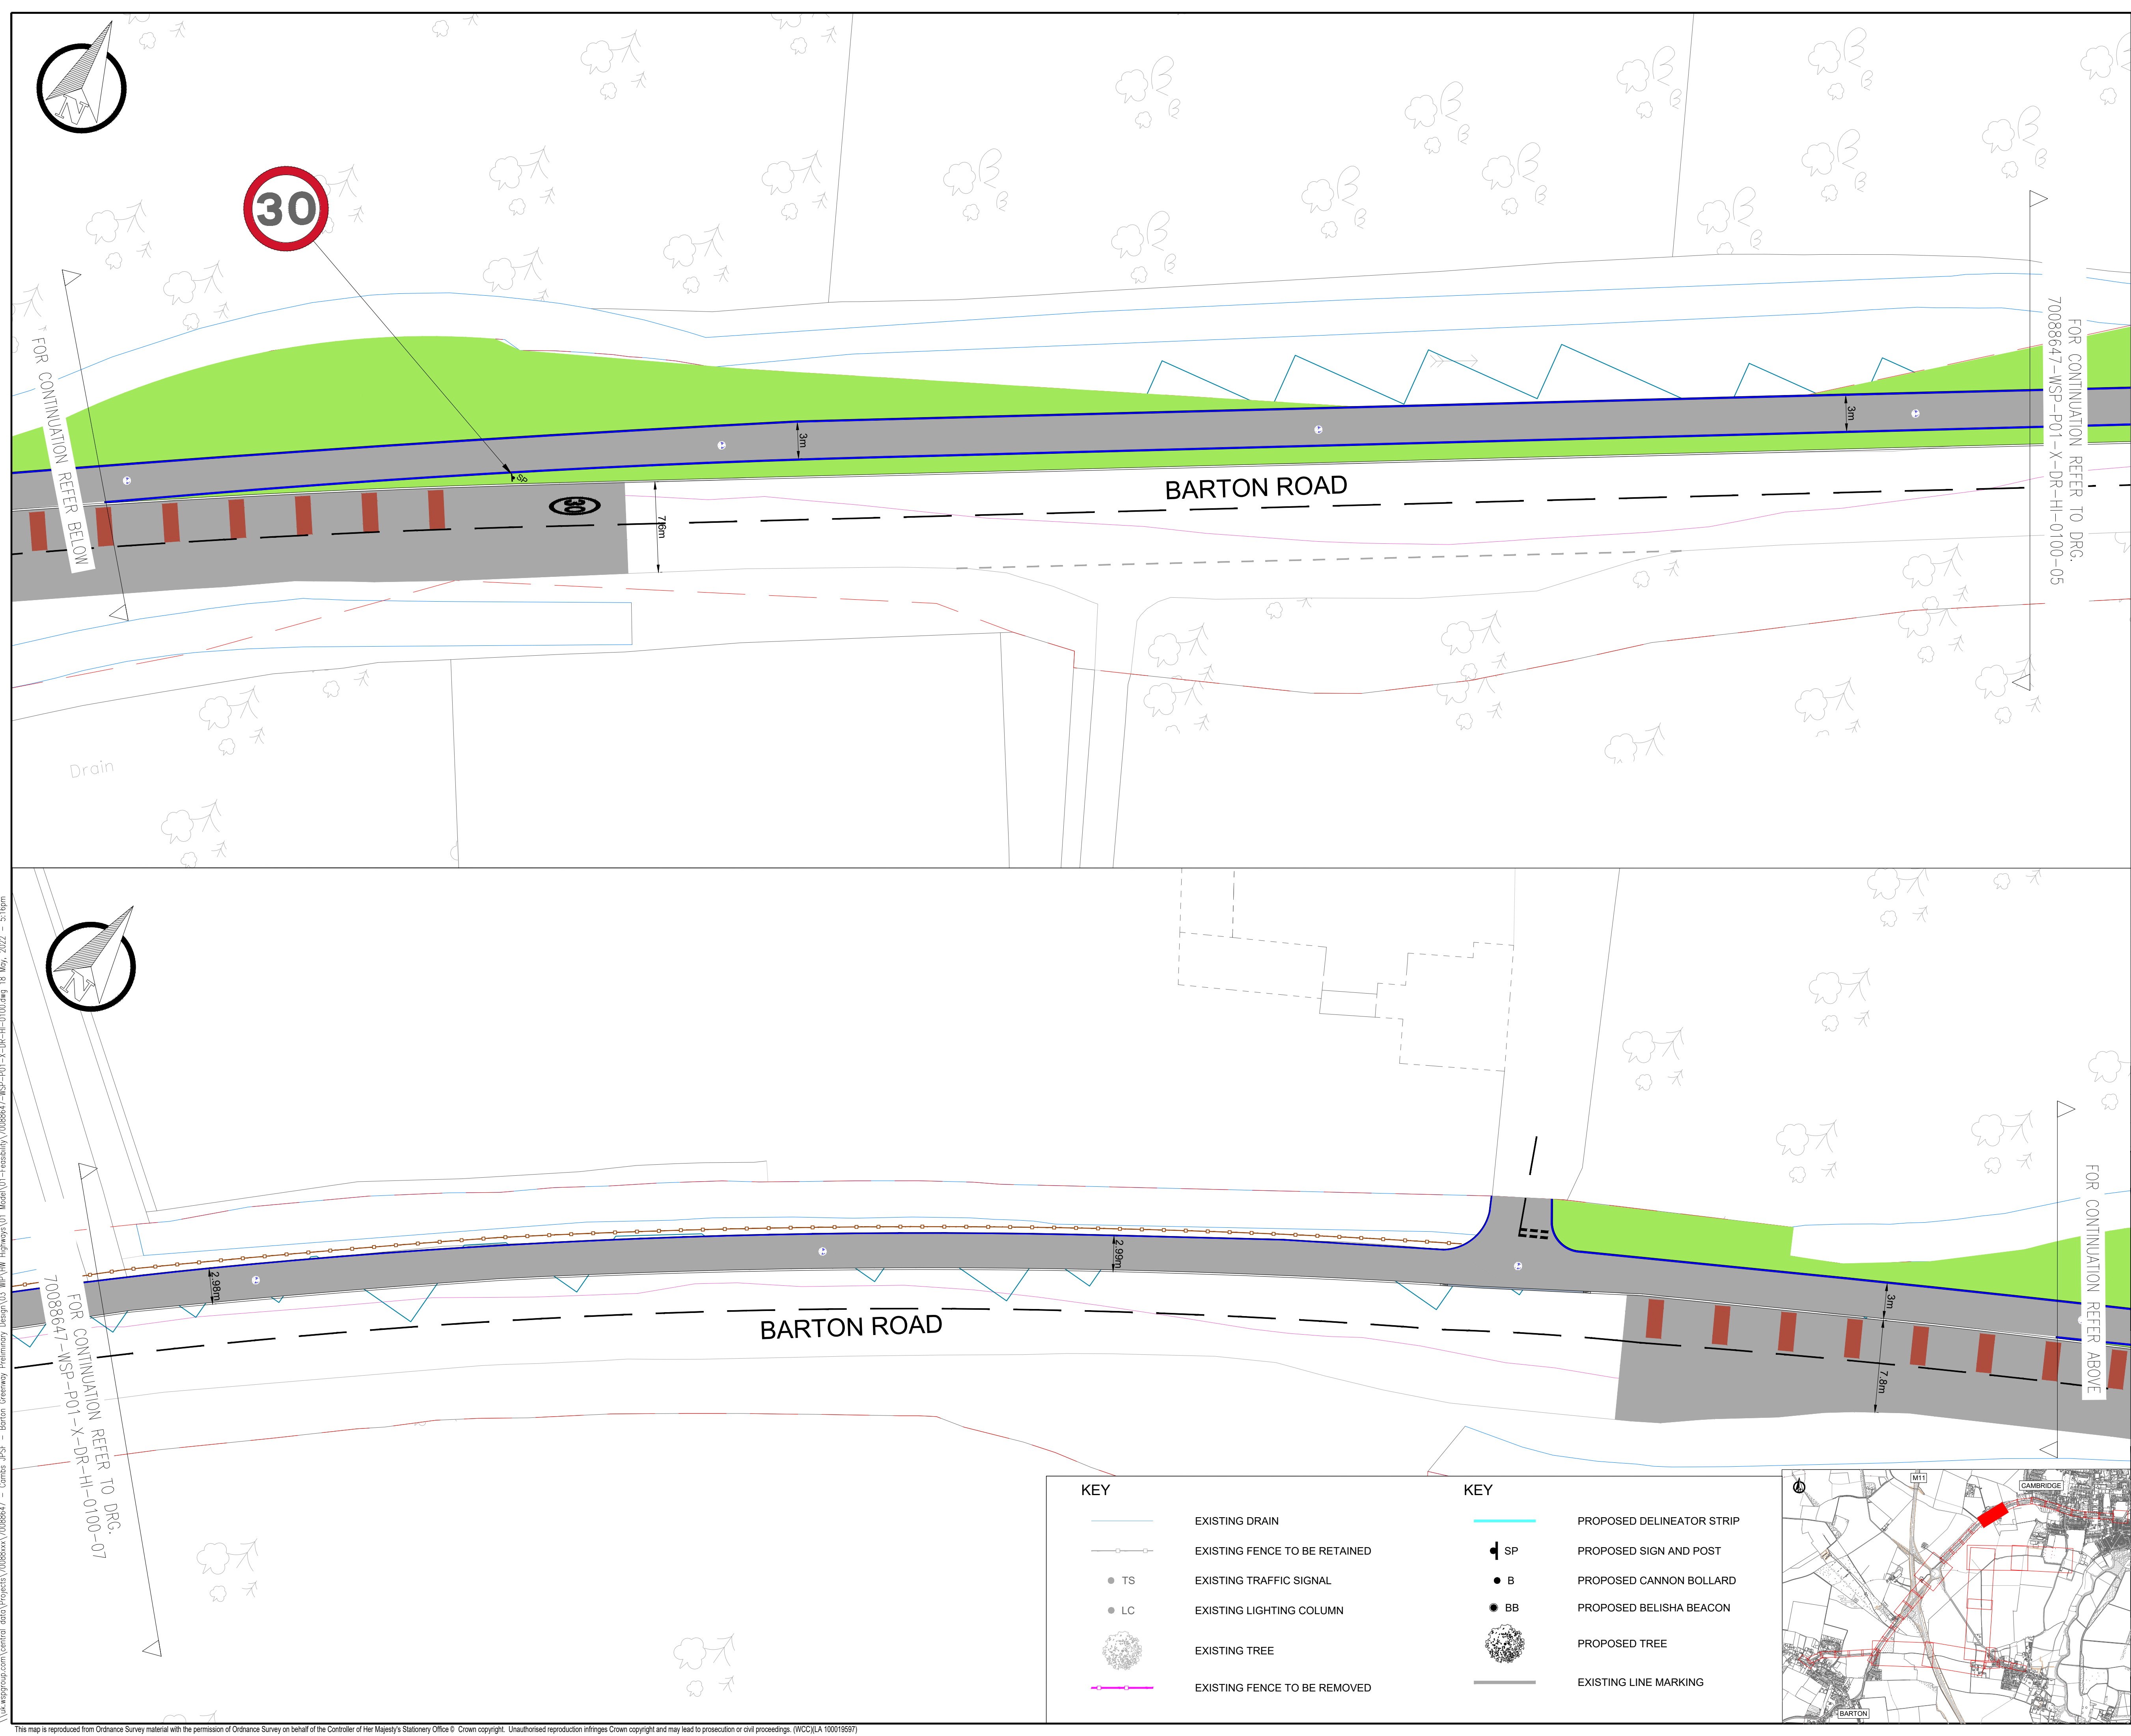 N
30
FOR CONTINUATION REFER BELOW
SP
30
3m
7.6m
BARTON ROAD
3m
FOR CONTINUATION REFER TO DRG.
70088647-WSP-P01-X-DR-HI-0100-05
Drain
N
2.98m
BARTON ROAD
2.99m
3m
7.8m
FOR CONTINUATION REFER ABOVE
FOR CONTINUATION REFER TO DRG.
70088647-WSP-P01-X-DR-HI-0100-07
KEY
EXISTING DRAIN
EXISTING FENCE TO BE RETAINED
TS EXISTING TRAFFIC SIGNAL
LC EXISTING LIGHTING COLUMN
EXISTING TREE
EXISTING FENCE TO BE REMOVED
KEY
PROPOSED DELINEATOR STRIP
SP PROPOSED SIGN AND POST
B PROPOSED CANNON BOLLARD
BB PROPOSED BELISHA BEACON
PROPOSED TREE
EXISTING LINE MARKING
M11
CAMBRIDGE
BARTON
This map is reproduced from Ordnance Survey material with the permission of Ordnance Survey on behalf of the Controller of Her Majesty's Stationery Office © Crown copyright. Unauthorised reproduction infringes Crown copyright and may lead to prosecution or civil proceedings. (WCC)(LA 100019597)